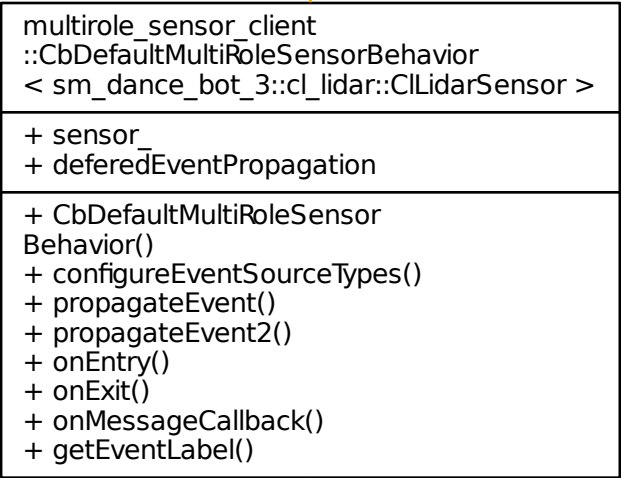 multirole_sensor_client
::CbDefaultMultiRoleSensorBehavior
< sm_dance_bot_3::cl_lidar::ClLidarSensor >
+ sensor_
+ deferedEventPropagation
+ CbDefaultMultiRoleSensor
Behavior()
+ configureEventSourceTypes()
+ propagateEvent()
+ propagateEvent2()
+ onEntry()
+ onExit()
+ onMessageCallback()
+ getEventLabel()